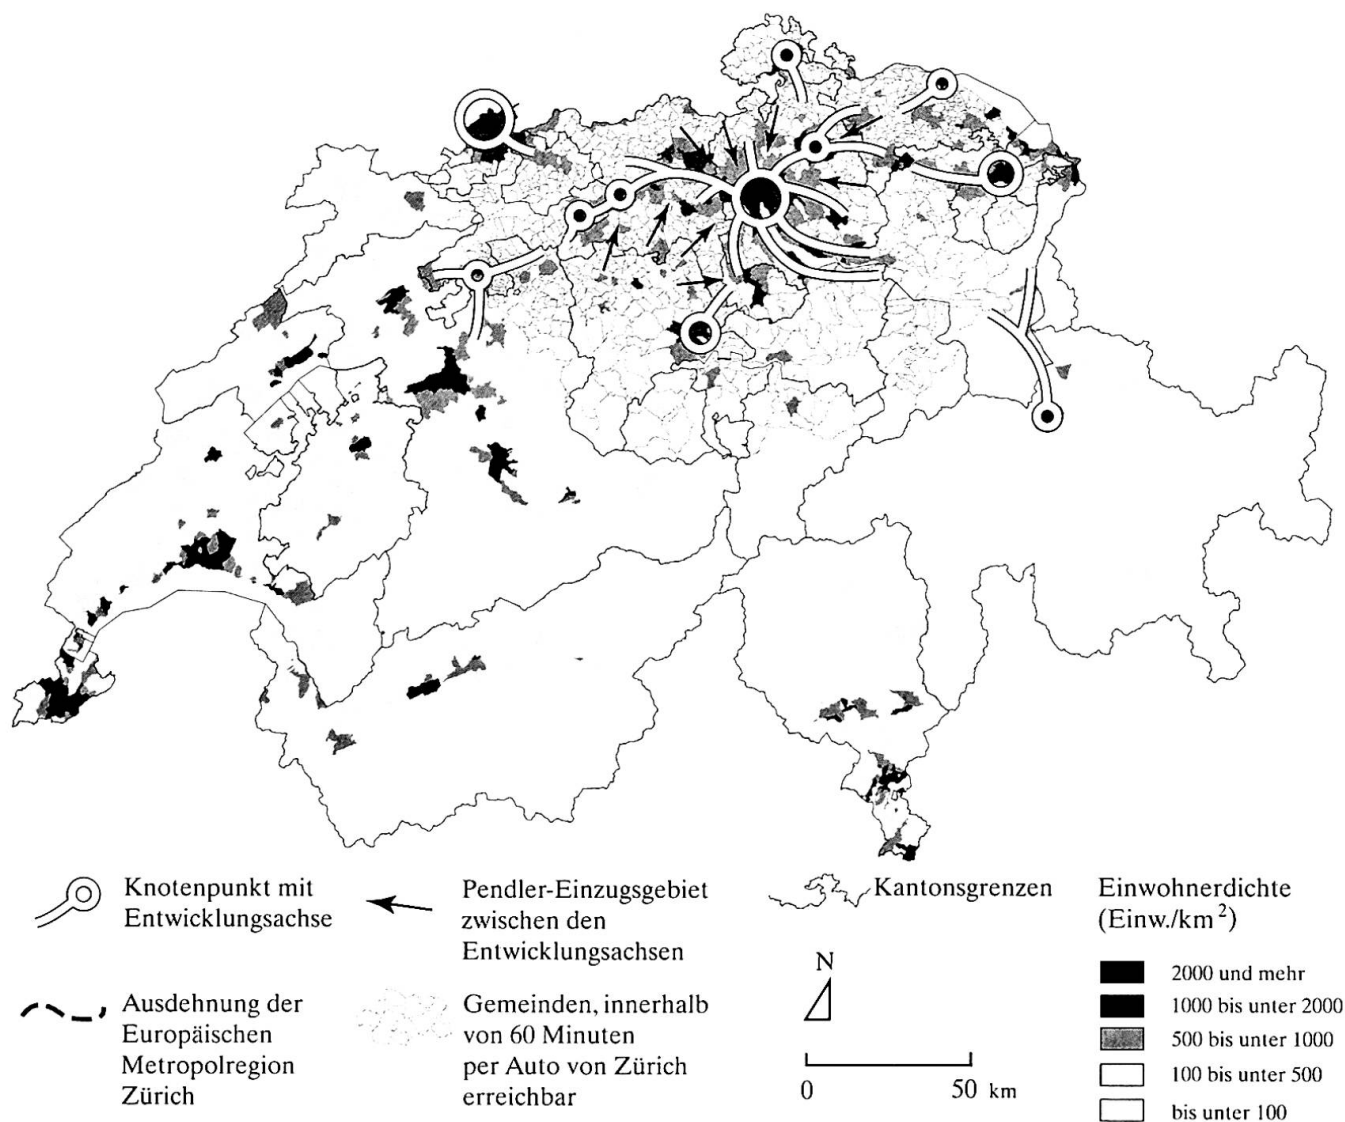 Knotenpunkt mit
Entwicklungsachse
Pendler-Einzugsgebiet
zwischen den
Entwicklungsachsen
Kantonsgrenzen
Ausdehnung der
Europäischen
Metropolregion
Zürich
Gemeinden, innerhalb
von 60 Minuten
per Auto von Zürich
erreichbar
N
0 50 km
Einwohnerdichte
(Einw./km²)
2000 und mehr
1000 bis unter 2000
500 bis unter 1000
100 bis unter 500
bis unter 100